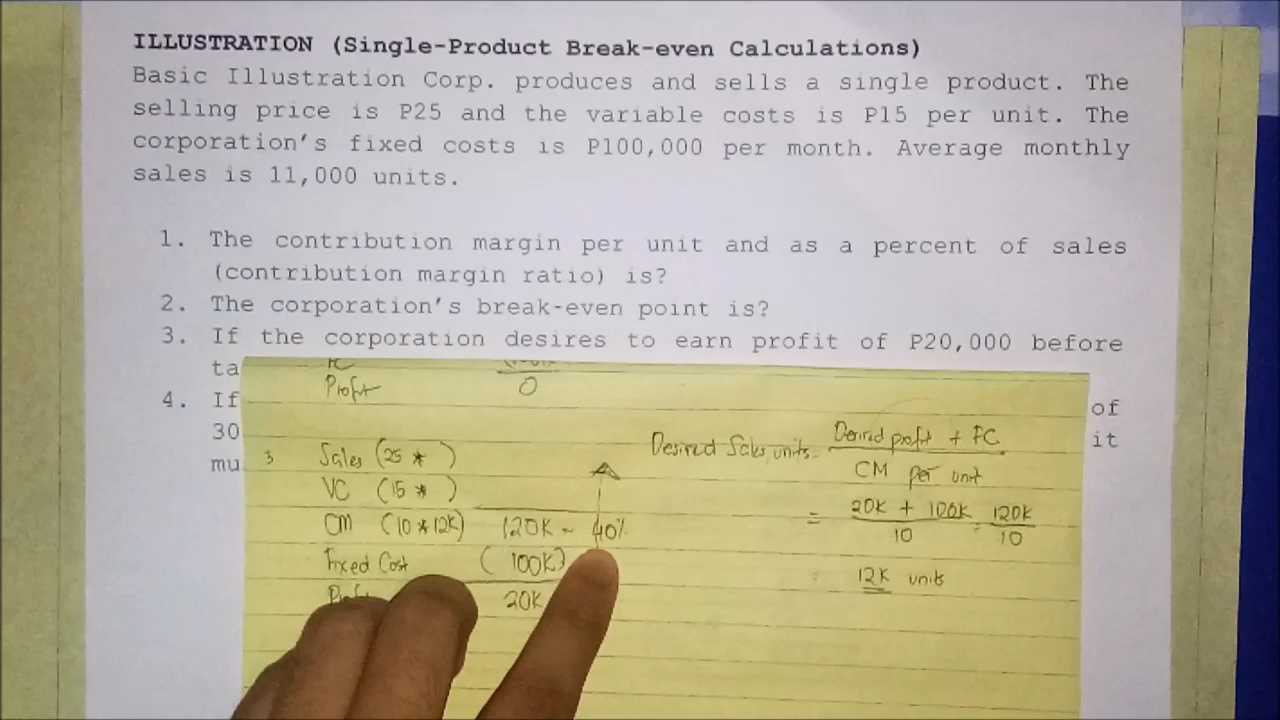 ILLUSTRATION (Single-Product Break-even Calculations)
Basic Illustration Corp. produces and sells a single product. The
selling price is P25 and the variable costs is P15 per unit. The
corporation's fixed costs is P100,000 per month. Average monthly
sales is 11,000 units.
1. The contribution margin per unit and as a percent of sales
(contribution margin ratio) is?
2. The corporation's break-even point is?
3. If the corporation desires to earn profit of P20,000 before
ta
4. If of
30 it
mu
Profit 0
3 Sales (25 * )
VC (15 * )
CM (10 * 12K) 120K - 40%
Fixed Cost (100K)
20K
Desired Sales units = Desired profit + FC
CM per unit
= 20K + 100K = 120K
10 10
= 12K units